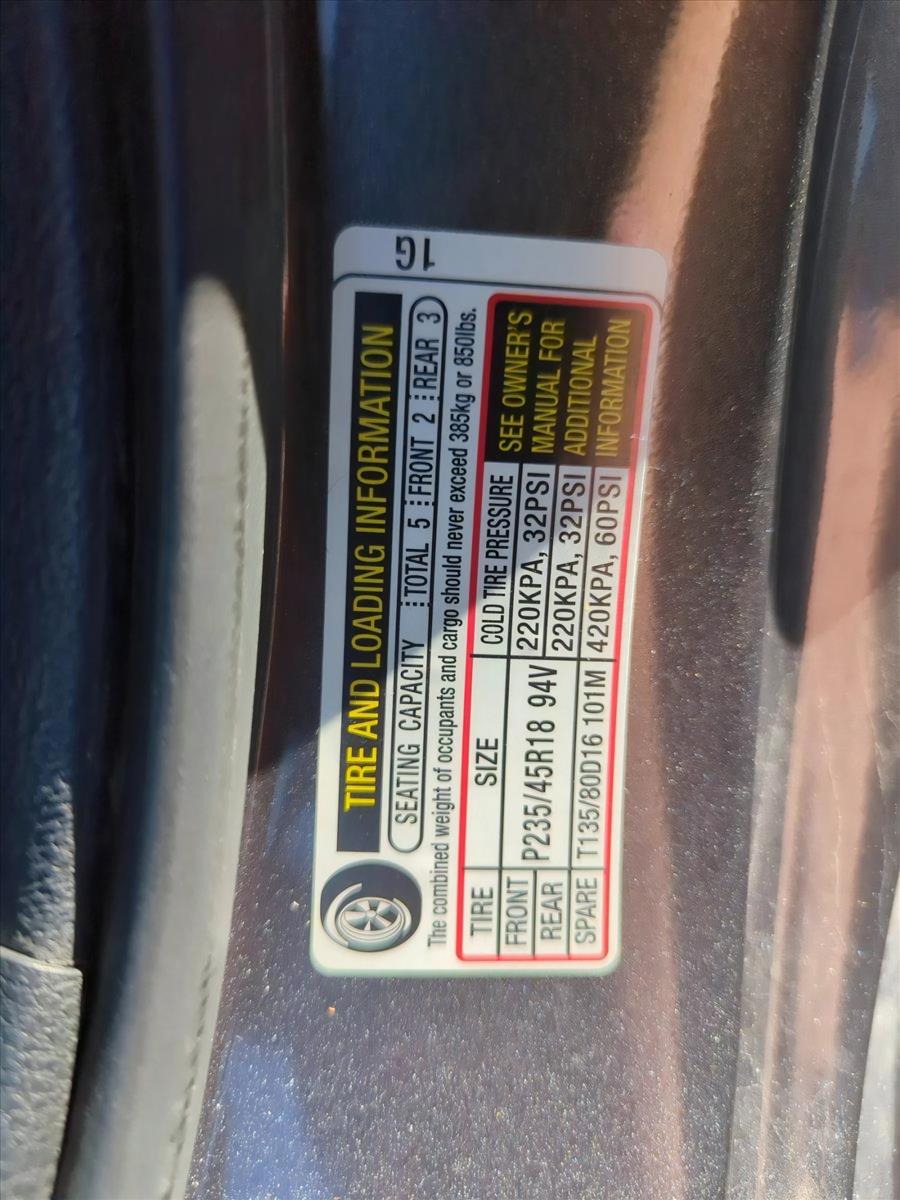 1G
TIRE AND LOADING INFORMATION
SEATING CAPACITY TOTAL 5 FRONT 2 REAR 3
The combined weight of occupants and cargo should never exceed 385kg or 850lbs.
TIRE SIZE COLD TIRE PRESSURE
FRONT P235/45R18 94V 220KPA, 32PSI
REAR 220KPA, 32PSI
SPARE T135/80D16 101M 420KPA, 60PSI
SEE OWNER'S
MANUAL FOR
ADDITIONAL
INFORMATION